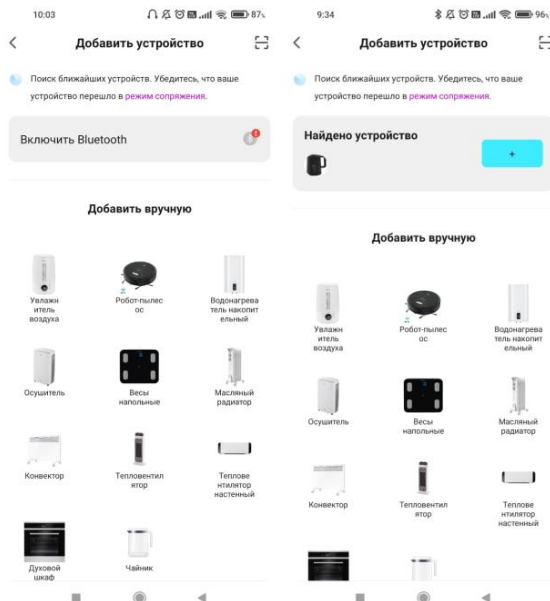 10:03
87%
Добавить устройство
Поиск ближайших устройств. Убедитесь, что ваше
устройство перешло в режим сопряжения.
Включить Bluetooth
Добавить вручную
Увлажн
итель
воздуха
Робот-пылес
ос
Водонагрева
тель накопит
ельный
Осушитель
Весы
напольные
Масляный
радиатор
Конвектор
Тепловентил
ятор
Теплове
нтилятор
настенный
Духовой
шкаф
Чайник
9:34
96%
Добавить устройство
Поиск ближайших устройств. Убедитесь, что ваше
устройство перешло в режим сопряжения.
Найдено устройство
+
Добавить вручную
Увлажн
итель
воздуха
Робот-пылес
ос
Водонагрева
тель накопит
ельный
Осушитель
Весы
напольные
Масляный
радиатор
Конвектор
Тепловентил
ятор
Теплове
нтилятор
настенный